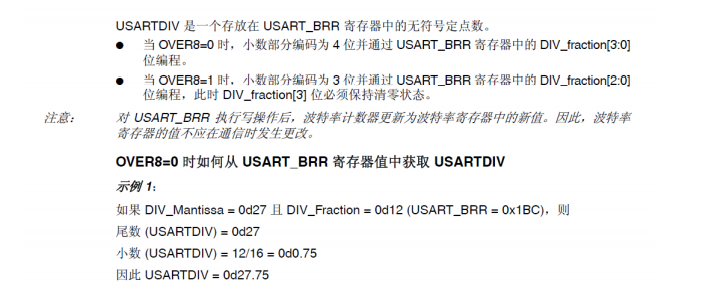 USARTDIV 是一个存放在 USART_BRR 寄存器中的无符号定点数。
● 当 OVER8=0 时，小数部分编码为 4 位并通过 USART_BRR 寄存器中的 DIV_fraction[3:0]
位编程。
● 当 OVER8=1 时，小数部分编码为 3 位并通过 USART_BRR 寄存器中的 DIV_fraction[2:0]
位编程，此时 DIV_fraction[3] 位必须保持清零状态。
注意： 对 USART_BRR 执行写操作后，波特率计数器更新为波特率寄存器中的新值。因此，波特率
寄存器的值不应在通信时发生更改。
OVER8=0 时如何从 USART_BRR 寄存器值中获取 USARTDIV
示例 1：
如果 DIV_Mantissa = 0d27 且 DIV_Fraction = 0d12 (USART_BRR = 0x1BC)，则
尾数 (USARTDIV) = 0d27
小数 (USARTDIV) = 12/16 = 0d0.75
因此 USARTDIV = 0d27.75